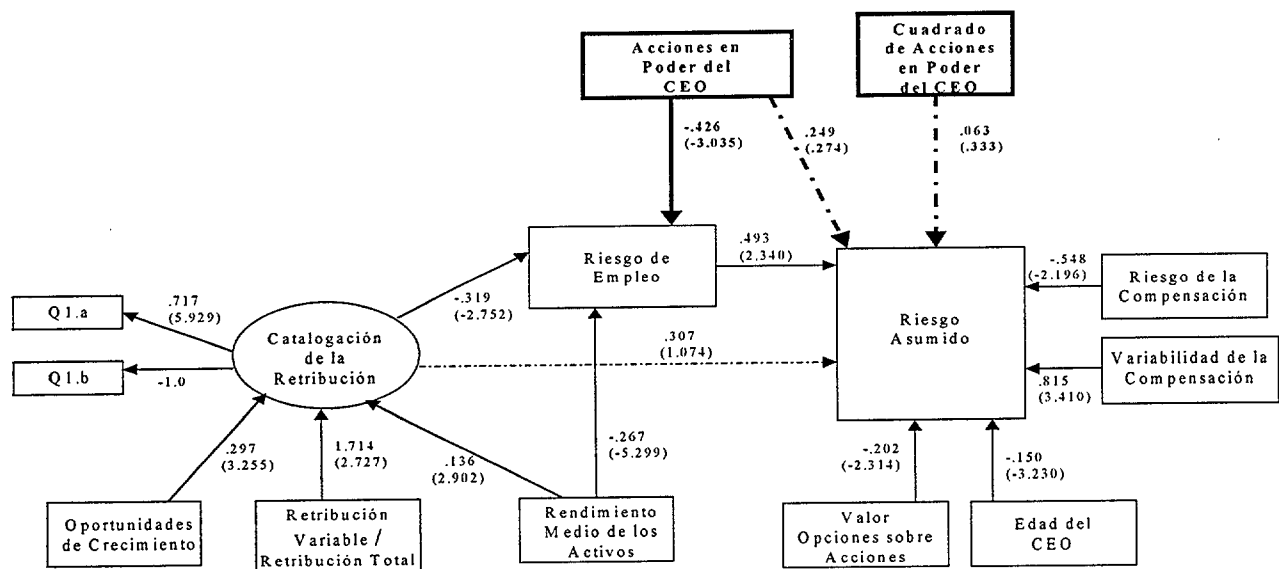 Acciones en
Poder del
CEO
Cuadrado
de Acciones
en Poder
del CEO
-.426
(-3.035)
.249
(.274)
.063
(.333)
Riesgo de
Empleo
.493
(2.340)
-.548
(-2.196)
Riesgo de la
Compensación
Q1.a
.717
(5.929)
-.319
(-2.752)
Catalogación
de la
Retribución
Riesgo
Asumido
.307
(1.074)
Q1.b
-1.0
Variabilidad de la
Compensación
.815
(3.410)
.297
(3.255)
1.714
(2.727)
.136
(2.902)
-.267
(-5.299)
-.202
(-2.314)
-.150
(-3.230)
Oportunidades
de Crecimiento
Retribución
Variable /
Retribución Total
Rendimiento
Medio de los
Activos
Valor
Opciones sobre
Acciones
Edad del
CEO